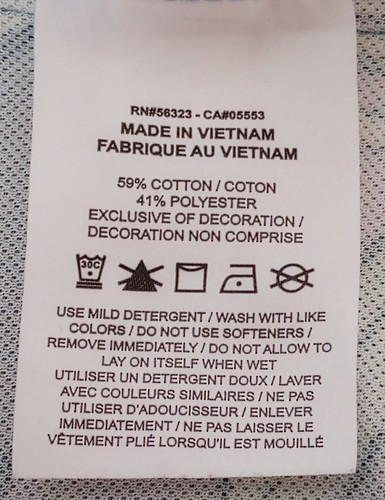 RN#56323 - CA#05553
MADE IN VIETNAM
FABRIQUE AU VIETNAM
59% COTTON / COTON
41% POLYESTER
EXCLUSIVE OF DECORATION /
DECORATION NON COMPRISE
30C
USE MILD DETERGENT / WASH WITH LIKE
COLORS / DO NOT USE SOFTENERS /
REMOVE IMMEDIATELY / DO NOT ALLOW TO
LAY ON ITSELF WHEN WET
UTILISER UN DETERGENT DOUX / LAVER
AVEC COULEURS SIMILAIRES / NE PAS
UTILISER D'ADOUCISSEUR / ENLEVER
IMMEDIATEMENT / NE PAS LAISSER LE
VÊTEMENT PLIÉ LORSQU'IL EST MOUILLÉ